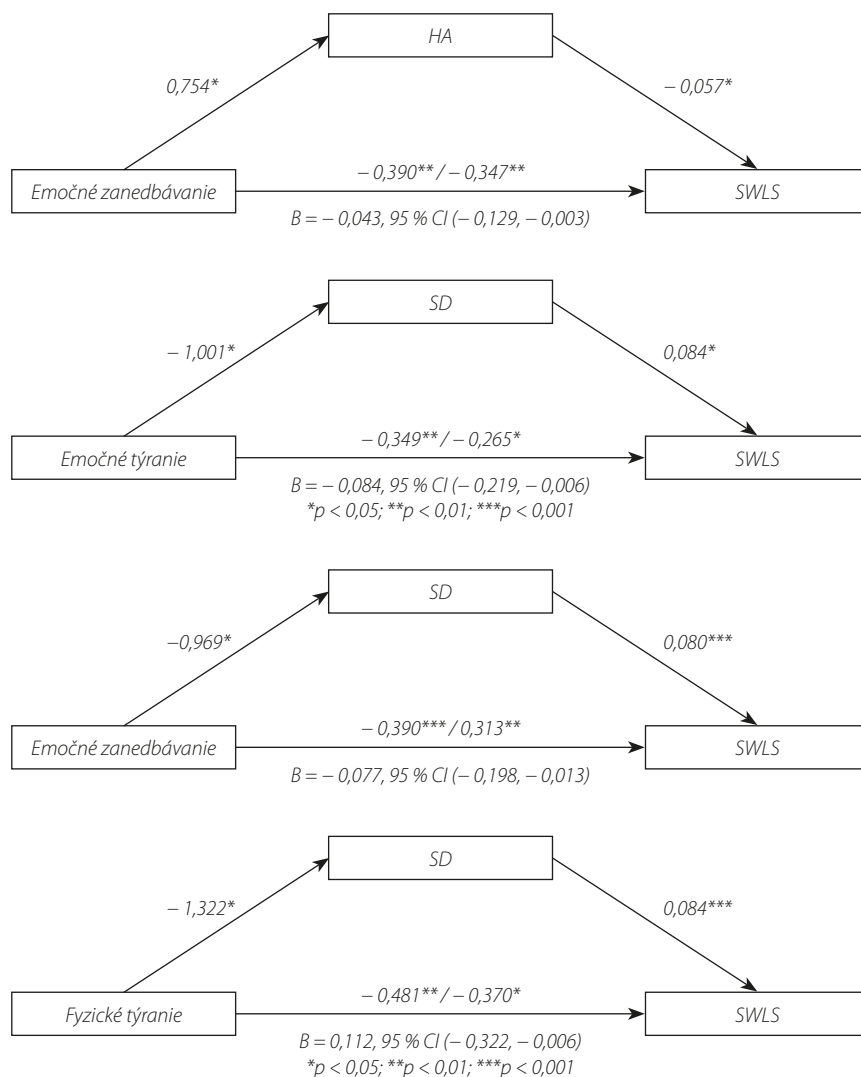 HA
0,754*
− 0,057*
− 0,390** / − 0,347**
Emočné zanedbávanie
SWLS
B = − 0,043, 95 % CI (− 0,129, − 0,003)
SD
− 1,001*
0,084*
− 0,349** / − 0,265*
Emočné týranie
SWLS
B = − 0,084, 95 % CI (− 0,219, − 0,006)
*p < 0,05; **p < 0,01; ***p < 0,001
SD
−0,969*
0,080***
− 0,390*** / 0,313**
Emočné zanedbávanie
SWLS
B = − 0,077, 95 % CI (− 0,198, − 0,013)
SD
− 1,322*
0,084***
− 0,481** / − 0,370*
Fyzické týranie
SWLS
B = 0,112, 95 % CI (− 0,322, − 0,006)
*p < 0,05; **p < 0,01; ***p < 0,001